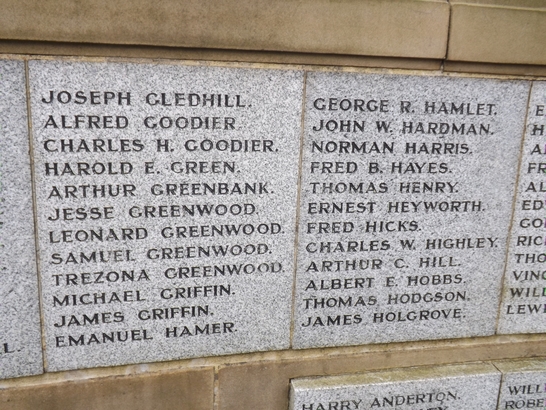 JOSEPH GLEDHILL.
ALFRED GOODIER.
CHARLES H. GOODIER.
HAROLD E. GREEN.
ARTHUR GREENBANK.
JESSE GREENWOOD.
LEONARD GREENWOOD.
SAMUEL GREENWOOD.
TREZONA GREENWOOD.
MICHAEL GRIFFIN.
JAMES GRIFFIN.
EMANUEL HAMER.
GEORGE R. HAMLET.
JOHN W. HARDMAN.
NORMAN HARRIS.
FRED B. HAYES.
THOMAS HENRY.
ERNEST HEYWORTH.
FRED HICKS.
CHARLES W. HIGHLEY.
ARTHUR C. HILL.
ALBERT E. HOBBS.
THOMAS HODGSON.
JAMES HOLGROVE.
HARRY ANDERTON.